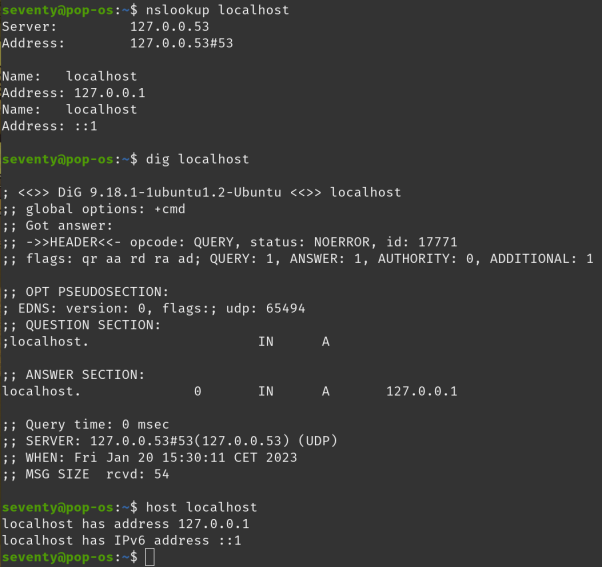 seventy@pop-os:~$ nslookup localhost
Server:         127.0.0.53
Address:        127.0.0.53#53
Name:   localhost
Address: 127.0.0.1
Name:   localhost
Address: ::1
seventy@pop-os:~$ dig localhost
; <<>> DiG 9.18.1-1ubuntu1.2-Ubuntu <<>> localhost
;; global options: +cmd
;; Got answer:
;; ->>HEADER<<- opcode: QUERY, status: NOERROR, id: 17771
;; flags: qr aa rd ra ad; QUERY: 1, ANSWER: 1, AUTHORITY: 0, ADDITIONAL: 1
;; OPT PSEUDOSECTION:
; EDNS: version: 0, flags:; udp: 65494
;; QUESTION SECTION:
;localhost.                     IN      A
;; ANSWER SECTION:
localhost.              0       IN      A       127.0.0.1
;; Query time: 0 msec
;; SERVER: 127.0.0.53#53(127.0.0.53) (UDP)
;; WHEN: Fri Jan 20 15:30:11 CET 2023
;; MSG SIZE  rcvd: 54
seventy@pop-os:~$ host localhost
localhost has address 127.0.0.1
localhost has IPv6 address ::1
seventy@pop-os:~$